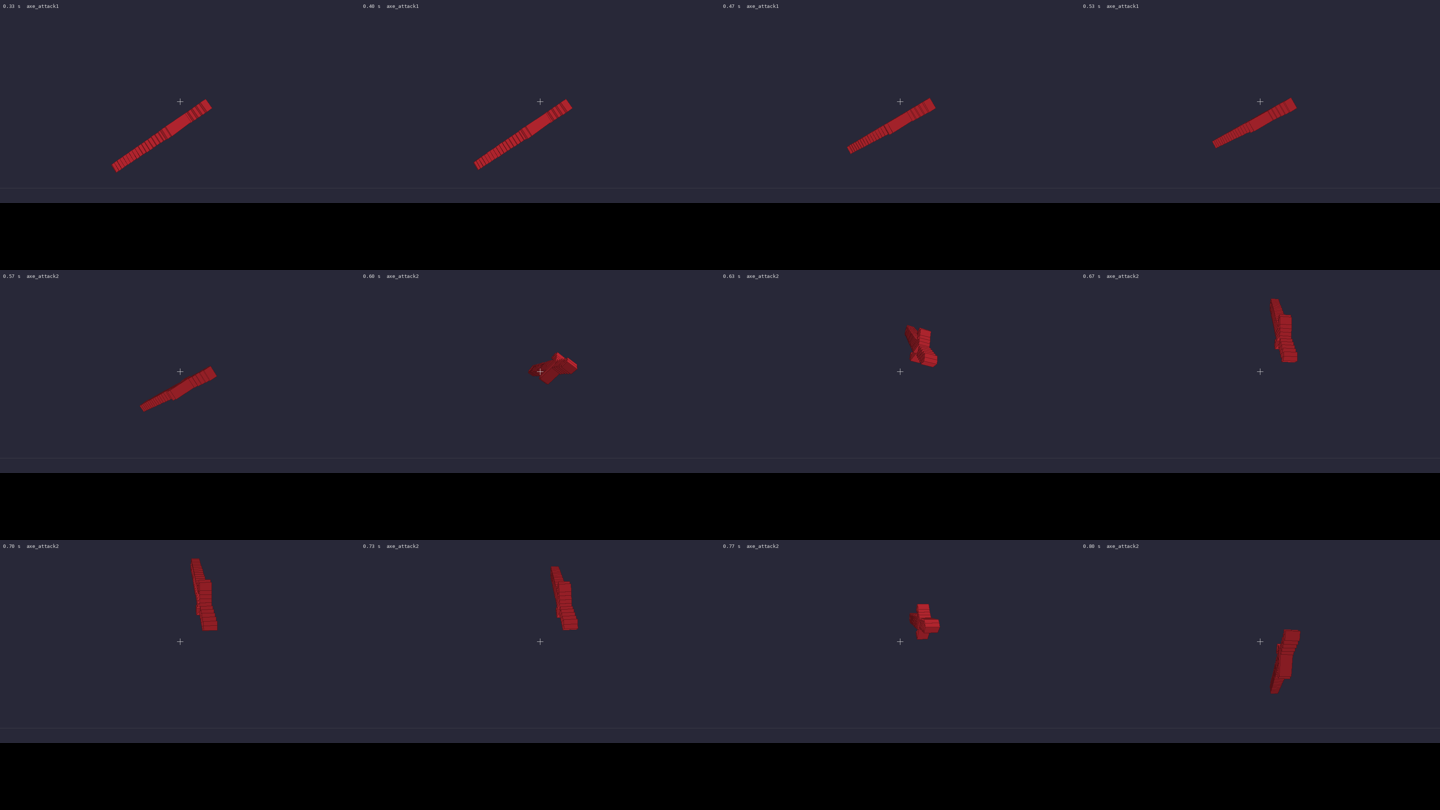 0.33 s axe_attack1
0.40 s axe_attack1
0.47 s axe_attack1
0.53 s axe_attack1
0.57 s axe_attack2
0.60 s axe_attack2
0.63 s axe_attack2
0.67 s axe_attack2
0.70 s axe_attack2
0.73 s axe_attack2
0.77 s axe_attack2
0.80 s axe_attack2